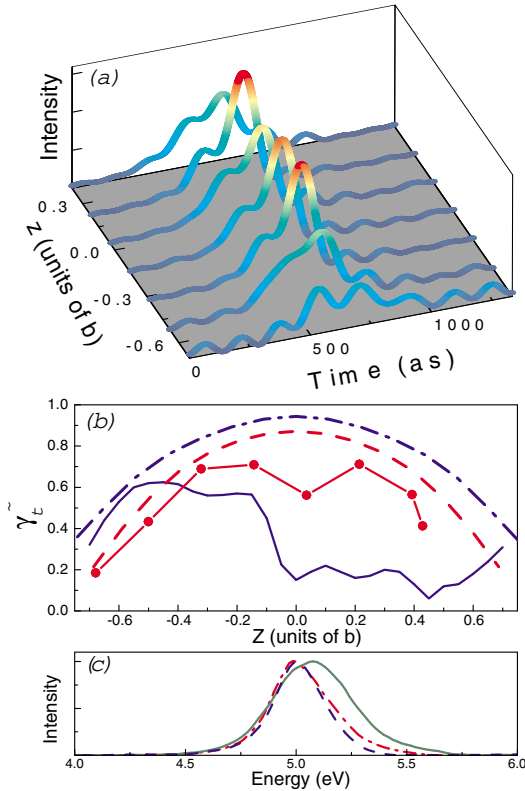 (a)
Intensity
0.3
0.0
-0.3
-0.6
z (units of b)
0
500
1000
Time (as)
(b)
1.0
0.8
0.6
0.4
0.2
0.0
γ̃t
-0.6 -0.4 -0.2 0.0 0.2 0.4 0.6
Z (units of b)
(c)
Intensity
4.0 4.5 5.0 5.5 6.0
Energy (eV)